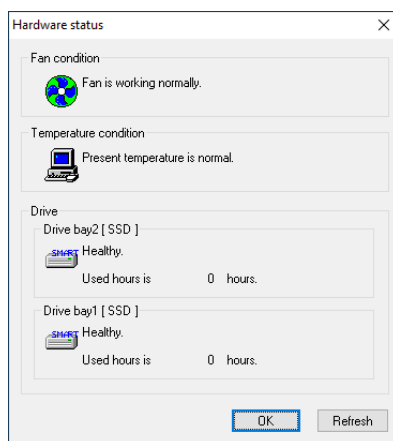 Hardware status
Fan condition
Fan is working normally.
Temperature condition
Present temperature is normal.
Drive
Drive bay2 [ SSD ]
SMART Healthy.
Used hours is 0 hours.
Drive bay1 [ SSD ]
SMART Healthy.
Used hours is 0 hours.
OK Refresh